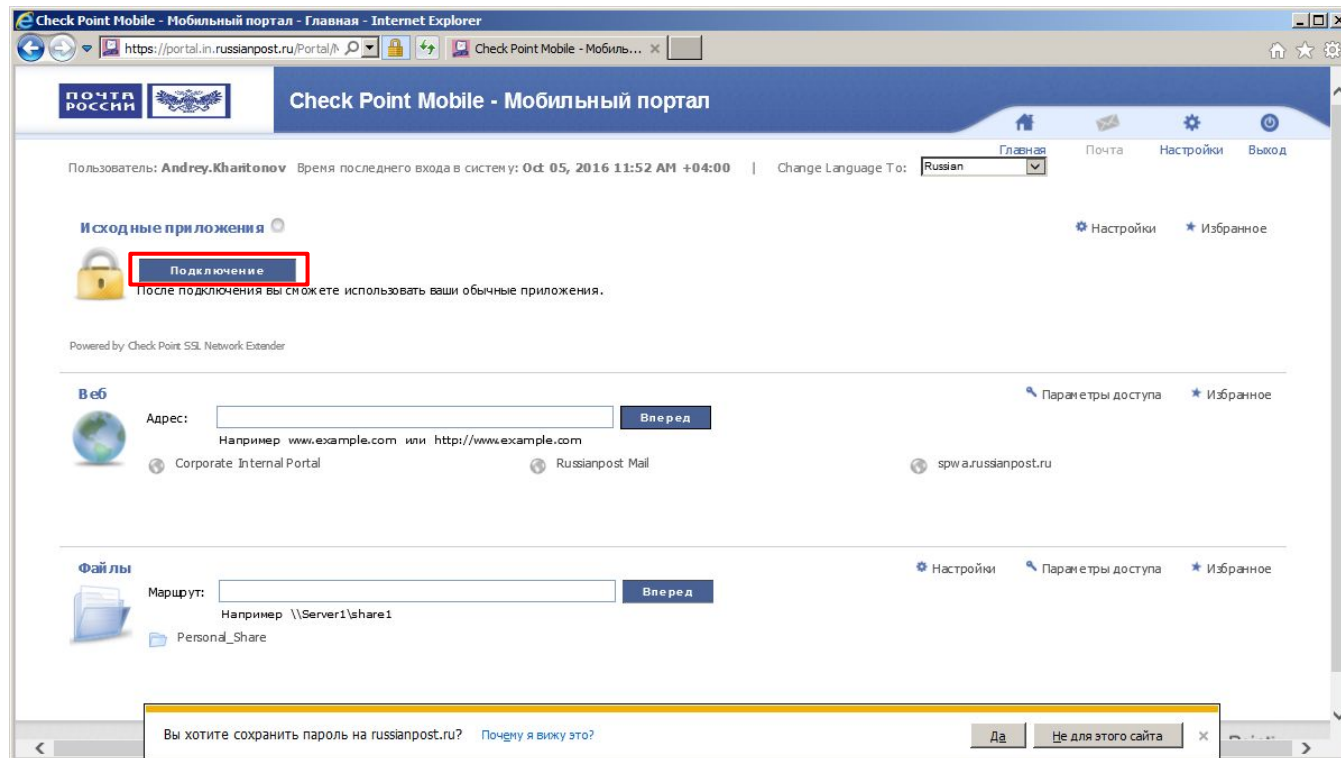 Check Point Mobile - Мобильный портал - Главная - Internet Explorer
https://portal.in.russianpost.ru/Portal/
Check Point Mobile - Мобиль...
ПОЧТА РОССИИ
Check Point Mobile - Мобильный портал
Главная Почта Настройки Выход
Пользователь: Andrey.Kharitonov Время последнего входа в систему: Oct 05, 2016 11:52 AM +04:00 | Change Language To: Russian
Исходные приложения Настройки Избранное
Подключение
После подключения вы сможете использовать ваши обычные приложения.
Powered by Check Point SSL Network Extender
Веб Параметры доступа Избранное
Адрес: Вперед
Например www.example.com или http://www.example.com
Corporate Internal Portal Russianpost Mail spwa.russianpost.ru
Файлы Настройки Параметры доступа Избранное
Маршрут: Вперед
Например \\Server1\share1
Personal_Share
Вы хотите сохранить пароль на russianpost.ru? Почему я вижу это? Да Не для этого сайта